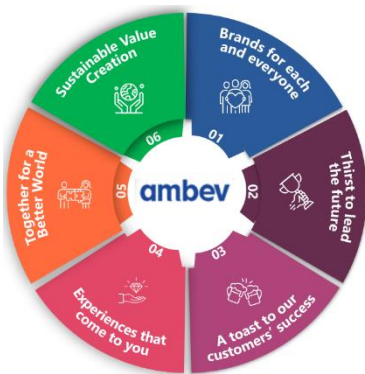 Brands for each
and everyone
01
Thirst to lead
the future
02
A toast to our
customers' success
03
Experiences that
come to you
04
Together for a
Better World
05
Sustainable Value
Creation
06
ambev